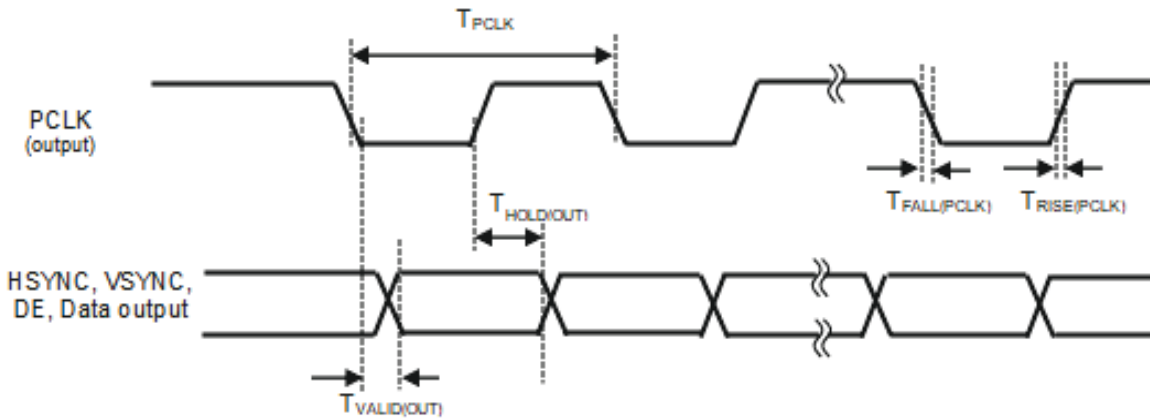 TPCLK
PCLK
(output)
TFALL(PCLK)
TRISE(PCLK)
THOLD(OUT)
HSYNC, VSYNC,
DE, Data output
TVALID(OUT)